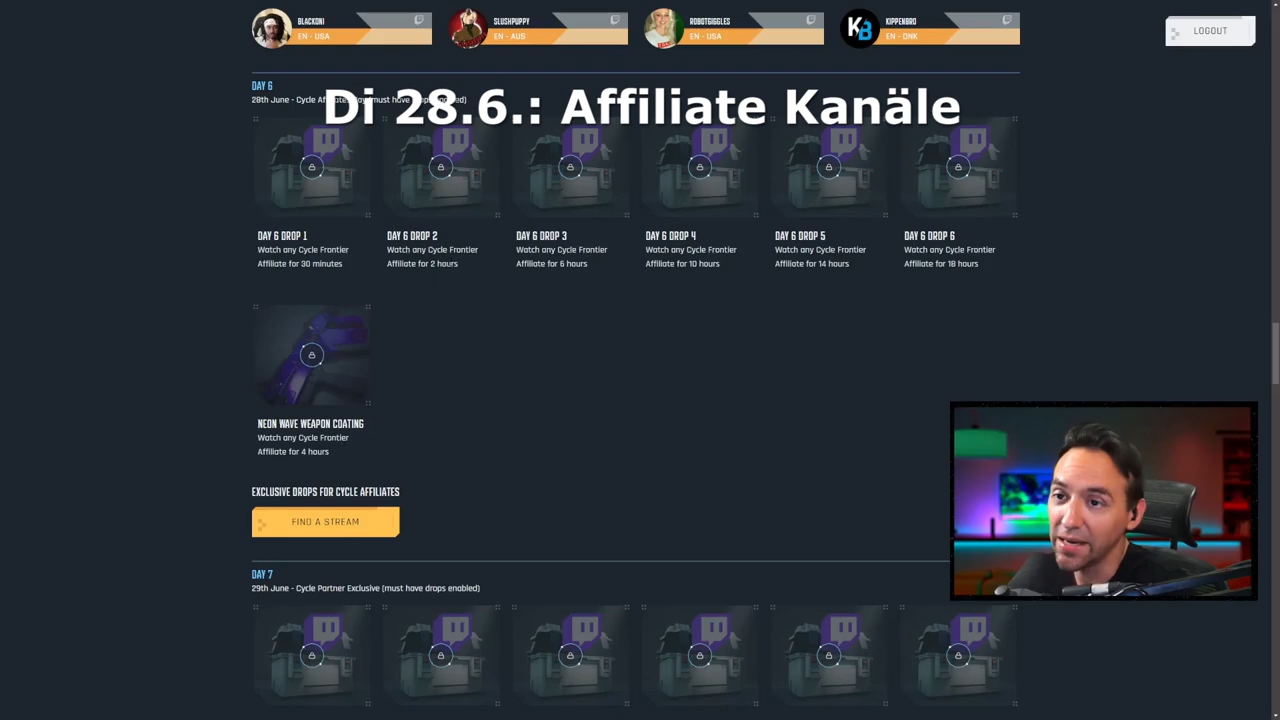 BLACKONI
EN - USA
SLUSHPUPPY
EN - AUS
ROBOTGIGGLES
EN - USA
KB
KIPPENBRO
EN - DNK
LOGOUT
DAY 6
28th June - Cycle
Di 28.6.: Affiliate Kanäle
DAY 6 DROP 1
Watch any Cycle Frontier
Affiliate for 30 minutes
DAY 6 DROP 2
Watch any Cycle Frontier
Affiliate for 2 hours
DAY 6 DROP 3
Watch any Cycle Frontier
Affiliate for 6 hours
DAY 6 DROP 4
Watch any Cycle Frontier
Affiliate for 10 hours
DAY 6 DROP 5
Watch any Cycle Frontier
Affiliate for 14 hours
DAY 6 DROP 6
Watch any Cycle Frontier
Affiliate for 18 hours
NEON WAVE WEAPON COATING
Watch any Cycle Frontier
Affiliate for 4 hours
EXCLUSIVE DROPS FOR CYCLE AFFILIATES
FIND A STREAM
DAY 7
29th June - Cycle Partner Exclusive (must have drops enabled)